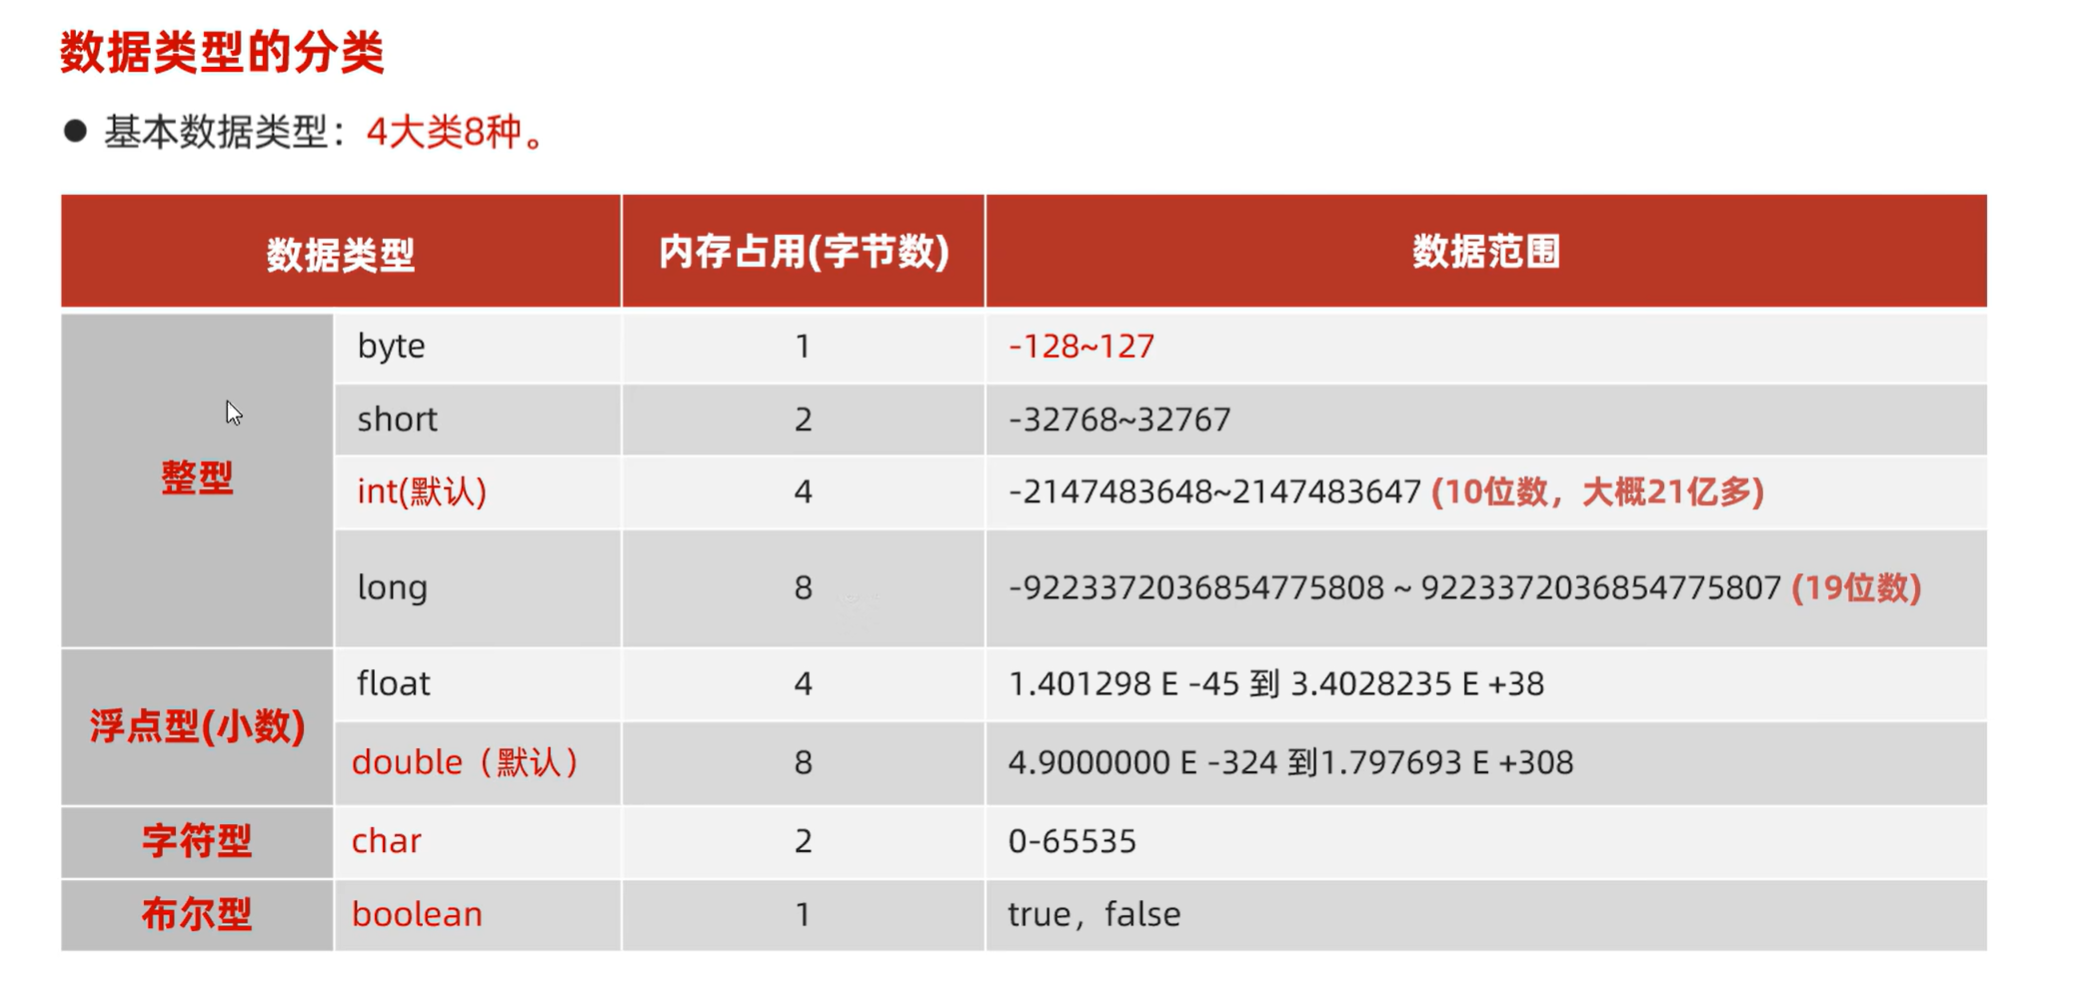 数据类型的分类
● 基本数据类型：4大类8种。
数据类型 内存占用(字节数) 数据范围
整型
byte 1 -128~127
short 2 -32768~32767
int(默认) 4 -2147483648~2147483647 (10位数，大概21亿多)
long 8 -9223372036854775808 ~ 9223372036854775807 (19位数)
浮点型(小数)
float 4 1.401298 E -45 到 3.4028235 E +38
double（默认） 8 4.9000000 E -324 到1.797693 E +308
字符型 char 2 0-65535
布尔型 boolean 1 true，false